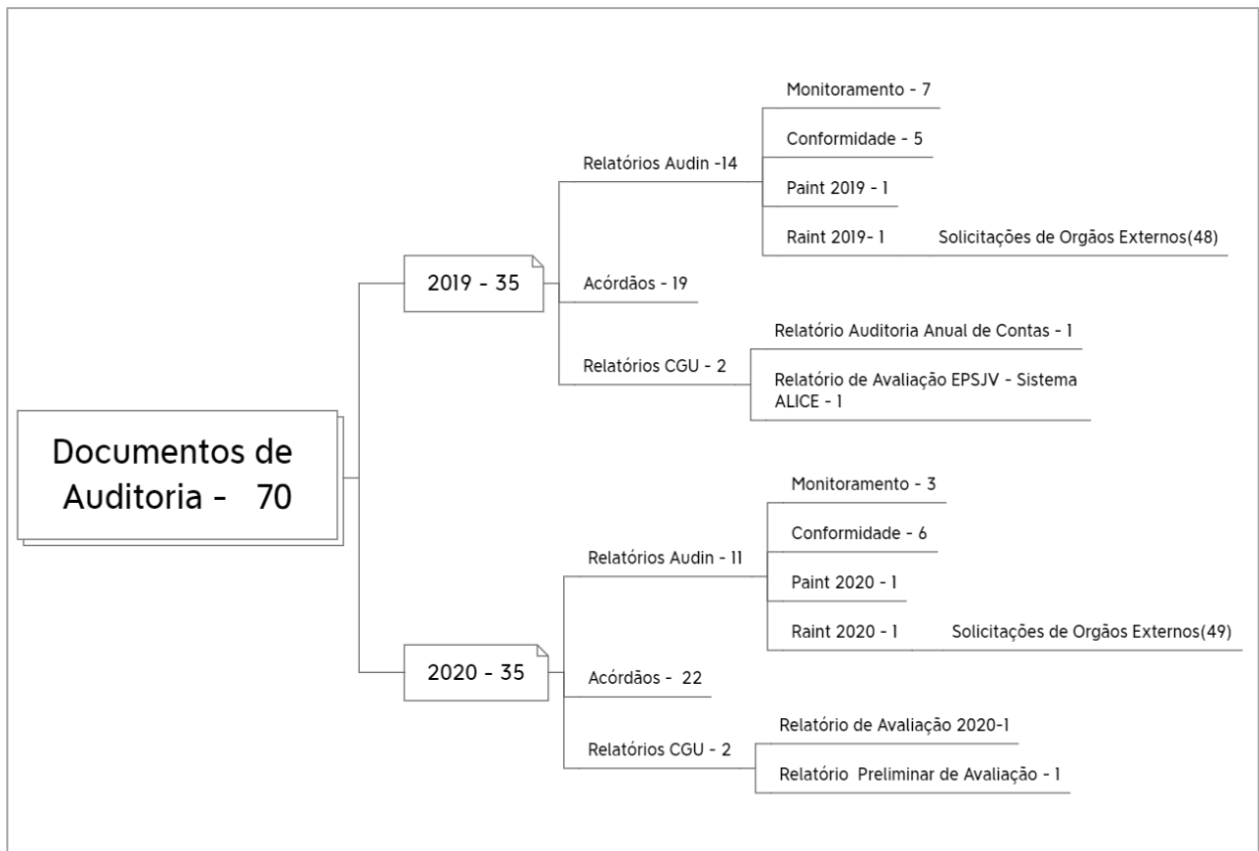 Documentos de
Auditoria - 70
2019 - 35
Relatórios Audin -14
Monitoramento - 7
Conformidade - 5
Paint 2019 - 1
Raint 2019- 1
Solicitações de Orgãos Externos(48)
Acórdãos - 19
Relatórios CGU - 2
Relatório Auditoria Anual de Contas - 1
Relatório de Avaliação EPSJV - Sistema
ALICE - 1
2020 - 35
Relatórios Audin - 11
Monitoramento - 3
Conformidade - 6
Paint 2020 - 1
Raint 2020 - 1
Solicitações de Orgãos Externos(49)
Acórdãos - 22
Relatórios CGU - 2
Relatório de Avaliação 2020-1
Relatório Preliminar de Avaliação - 1